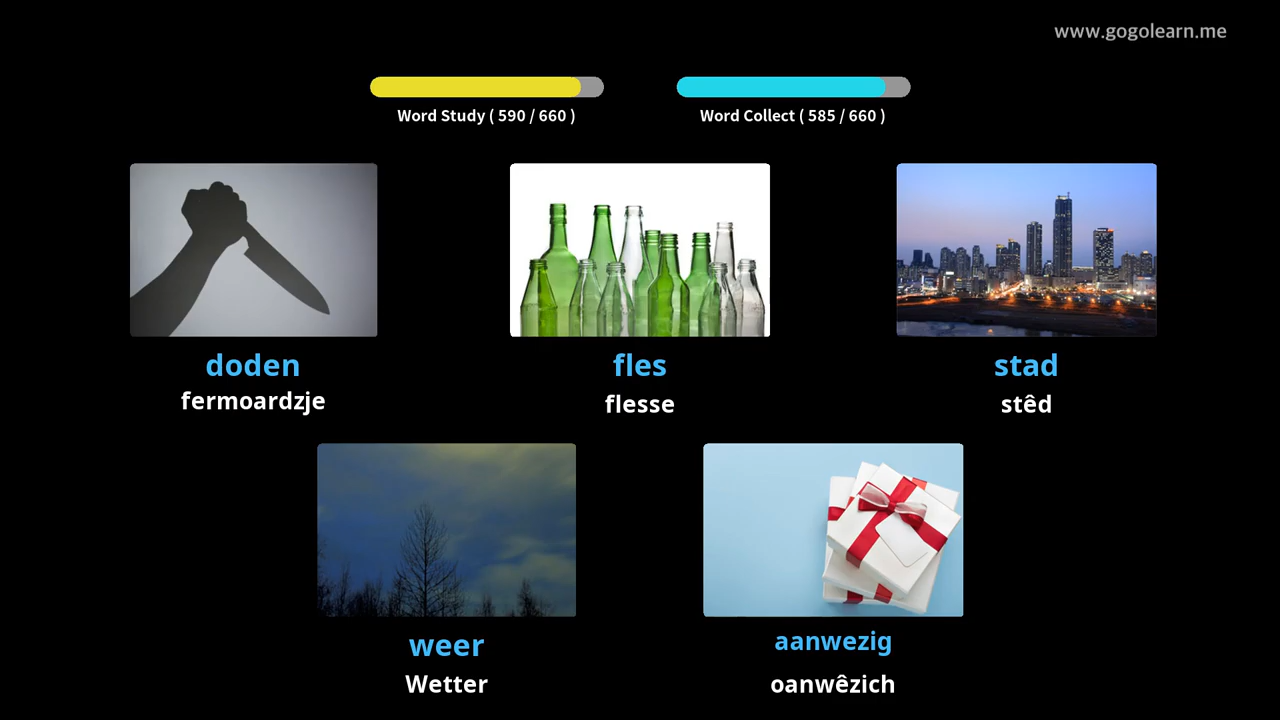 www.gogolearn.me
Word Study ( 590 / 660 )
Word Collect ( 585 / 660 )
doden
fermoardzje
fles
flesse
stad
stêd
weer
Wetter
aanwezig
oanwêzich